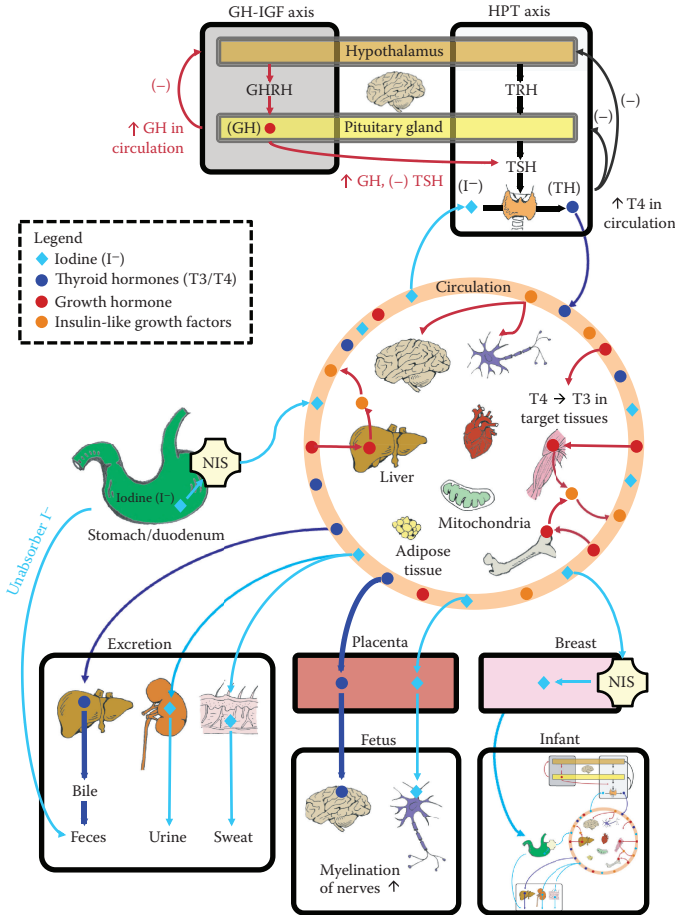 GH-IGF axis
HPT axis
Hypothalamus
(−)
GHRH
TRH
(−)
(−)
↑ GH in
circulation
(GH)
Pituitary gland
TSH
↑ GH, (−) TSH
(I⁻)
(TH)
↑ T4 in
circulation
Legend
Iodine (I⁻)
Thyroid hormones (T3/T4)
Growth hormone
Insulin-like growth factors
Circulation
T4 → T3 in
target tissues
NIS
Liver
Iodine (I⁻)
Mitochondria
Stomach/duodenum
Adipose
tissue
Unabsorber I⁻
Excretion
Placenta
Breast
NIS
Fetus
Infant
Bile
Feces
Urine
Sweat
Myelination
of nerves ↑